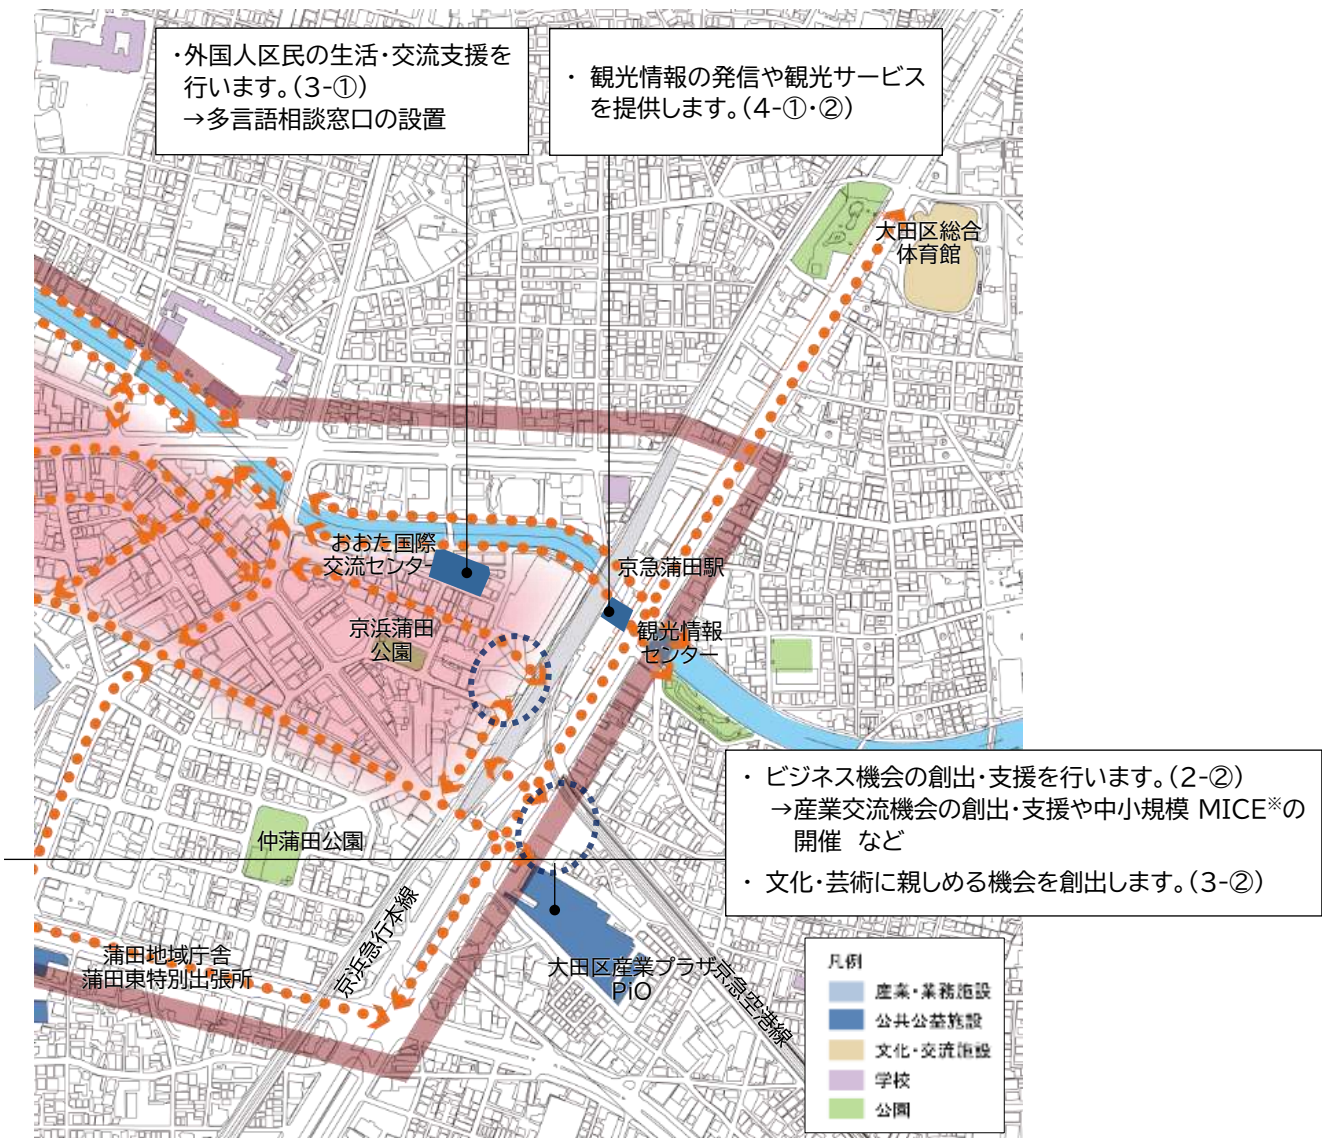 ・外国人区民の生活・交流支援を
行います。(3-①)
→多言語相談窓口の設置
・ 観光情報の発信や観光サービス
を提供します。(4-①・②)
大田区総合
体育館
おおた国際
交流センター
京急蒲田駅
京浜蒲田
公園
観光情報
センター
・ ビジネス機会の創出・支援を行います。(2-②)
→産業交流機会の創出・支援や中小規模 MICE※の
開催 など
・ 文化・芸術に親しめる機会を創出します。(3-②)
仲蒲田公園
京浜急行本線
蒲田地域庁舎
蒲田東特別出張所
大田区産業プラザ
PiO
京急空港線
凡例
産業・業務施設
公共公益施設
文化・交流施設
学校
公園